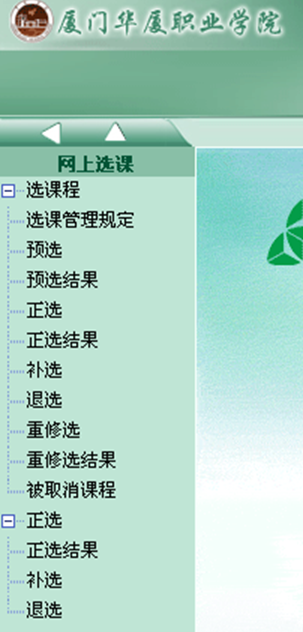 厦门华厦职业学院
网上选课
选课程
选课管理规定
预选
预选结果
正选
正选结果
补选
退选
重修选
重修选结果
被取消课程
正选
正选结果
补选
退选